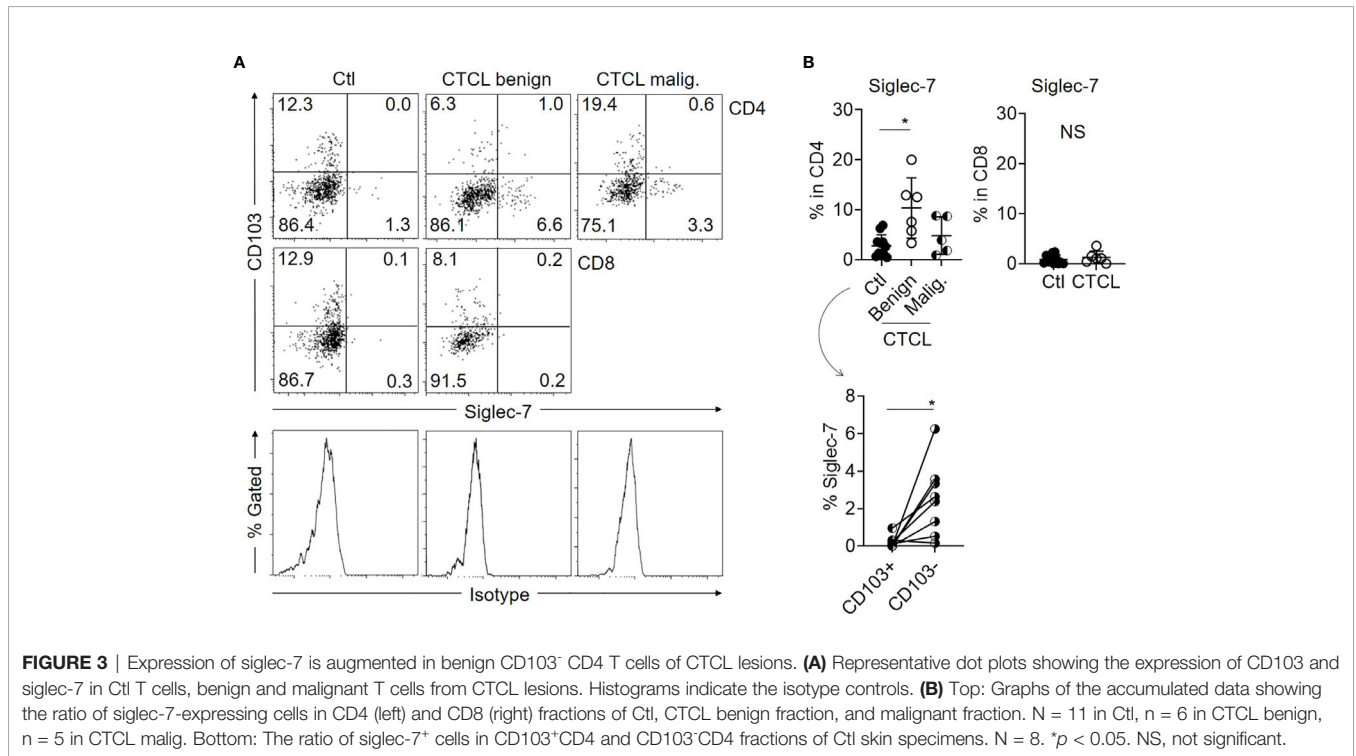 A
Ctl
CTCL benign
CTCL malig.
12.3
0.0
6.3
1.0
19.4
0.6
CD4
86.4
1.3
86.1
6.6
75.1
3.3
12.9
0.1
8.1
0.2
CD8
86.7
0.3
91.5
0.2
CD103
Siglec-7
% Gated
Isotype
B
Siglec-7
30
20
10
0
% in CD4
*
Ctl
Benign
Malig.
CTCL
Siglec-7
30
20
10
0
% in CD8
NS
Ctl
CTCL
8
6
4
2
0
% Siglec-7
*
CD103+
CD103-
FIGURE 3 | Expression of siglec-7 is augmented in benign CD103⁻ CD4 T cells of CTCL lesions. (A) Representative dot plots showing the expression of CD103 and
siglec-7 in Ctl T cells, benign and malignant T cells from CTCL lesions. Histograms indicate the isotype controls. (B) Top: Graphs of the accumulated data showing
the ratio of siglec-7-expressing cells in CD4 (left) and CD8 (right) fractions of Ctl, CTCL benign fraction, and malignant fraction. N = 11 in Ctl, n = 6 in CTCL benign,
n = 5 in CTCL malig. Bottom: The ratio of siglec-7⁺ cells in CD103⁺CD4 and CD103⁻CD4 fractions of Ctl skin specimens. N = 8. *p < 0.05. NS, not significant.